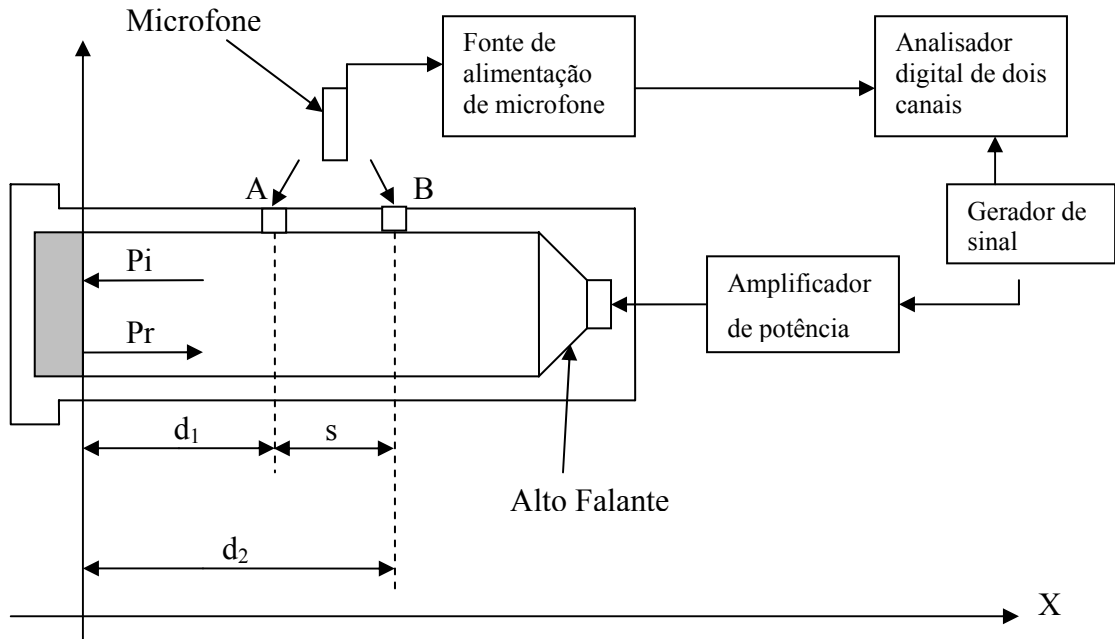 Microfone
Fonte de
alimentação
de microfone
Analisador
digital de dois
canais
A
B
Gerador de
sinal
Pi
Amplificador
de potência
Pr
d₁
s
Alto Falante
d₂
X